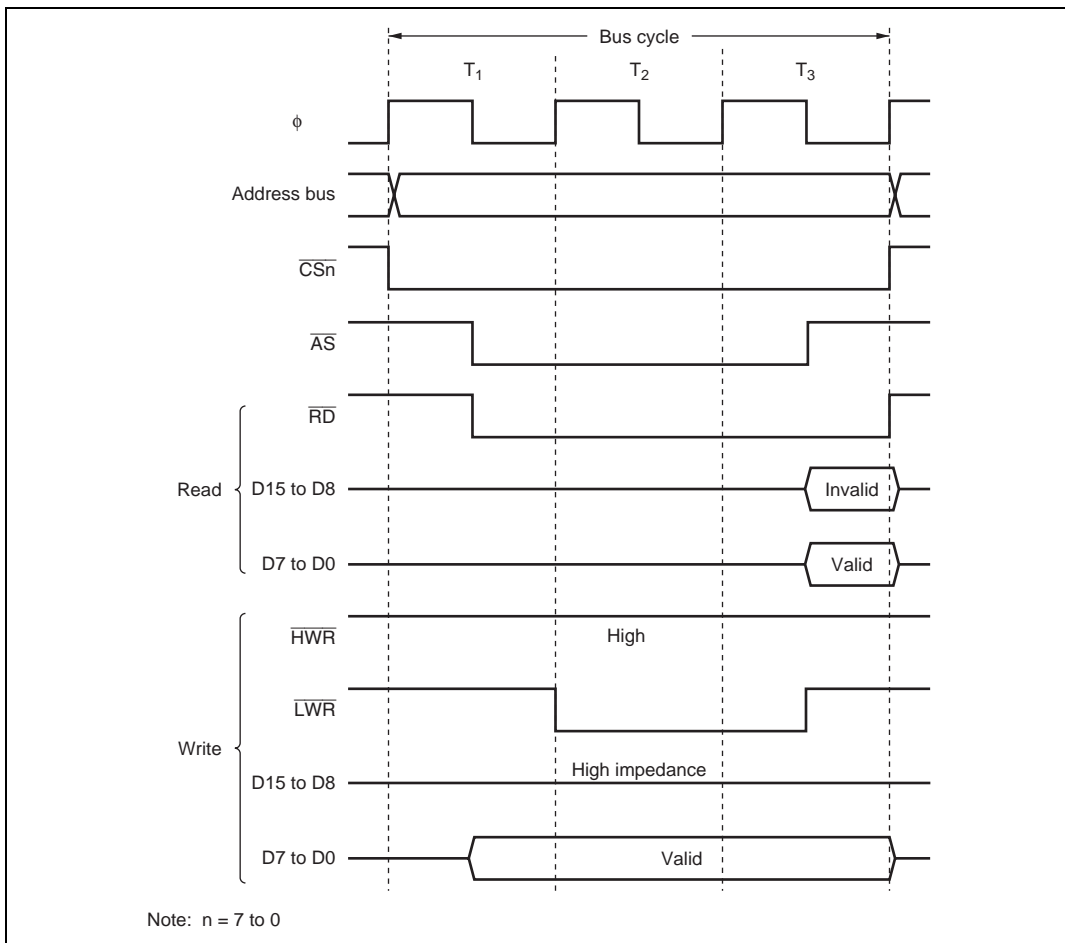 Bus cycle
T1 T2 T3
ϕ
Address bus
CSn
AS
RD
Read
D15 to D8 Invalid
D7 to D0 Valid
HWR High
LWR
Write
D15 to D8 High impedance
D7 to D0 Valid
Note: n = 7 to 0